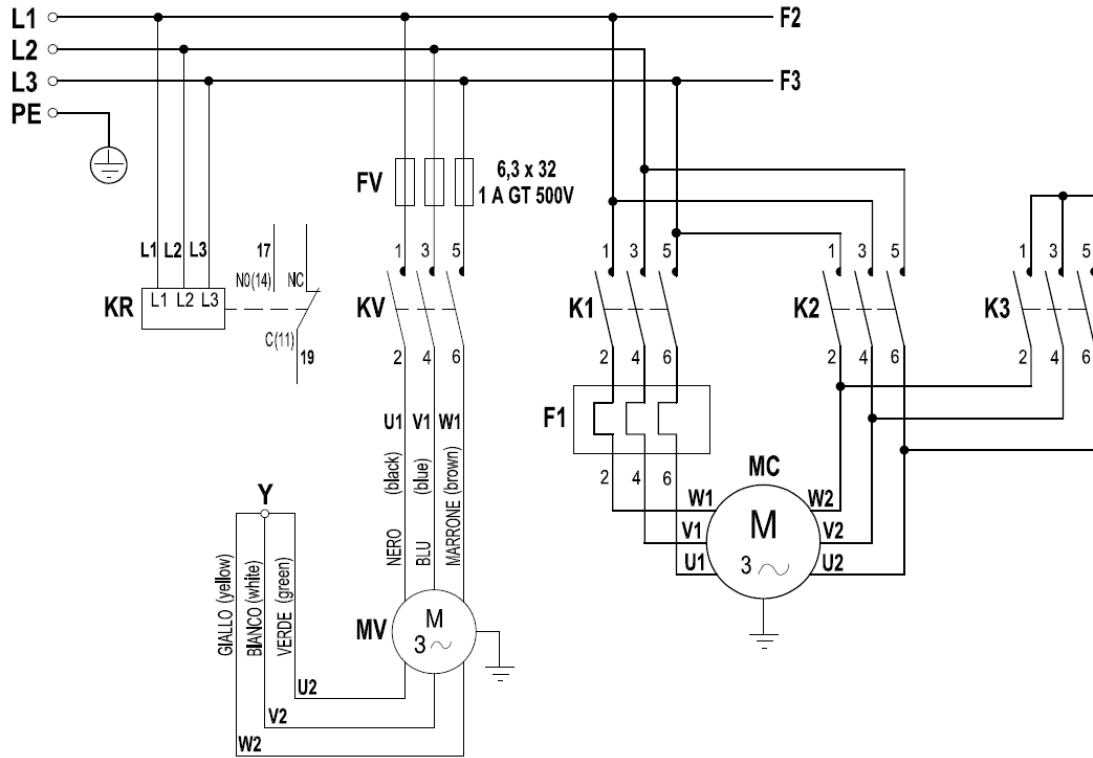 L1 F2
L2
L3 F3
PE
FV 6,3 x 32
1 A GT 500V
L1 L2 L3 17 1 3 5 1 3 5 1 3 5 1 3 5
N0(14) NC
KR L1 L2 L3 KV K1 K2 K3
C(11)
19 2 4 6 2 4 6 2 4 6 2 4 6
U1 V1 W1 F1
2 4 6 MC
W1 M W2
V1 V2
3 U1 U2
NERO (black)
BLU (blue)
MARRONE (brown)
Y
GIALLO (yellow)
BIANCO (white)
VERDE (green)
MV M
3
U2
V2
W2